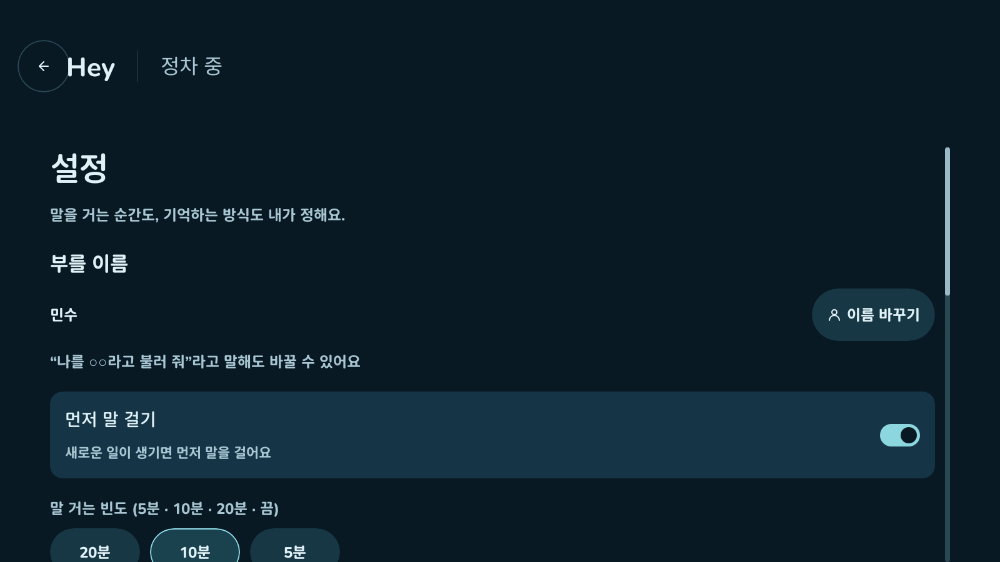 Hey
정차 중
설정
말을 거는 순간도, 기억하는 방식도 내가 정해요.
부를 이름
민수
이름 바꾸기
“나를 ○○라고 불러 줘”라고 말해도 바꿀 수 있어요
먼저 말 걸기
새로운 일이 생기면 먼저 말을 걸어요
말 거는 빈도 (5분 · 10분 · 20분 · 끔)
20분
10분
5분